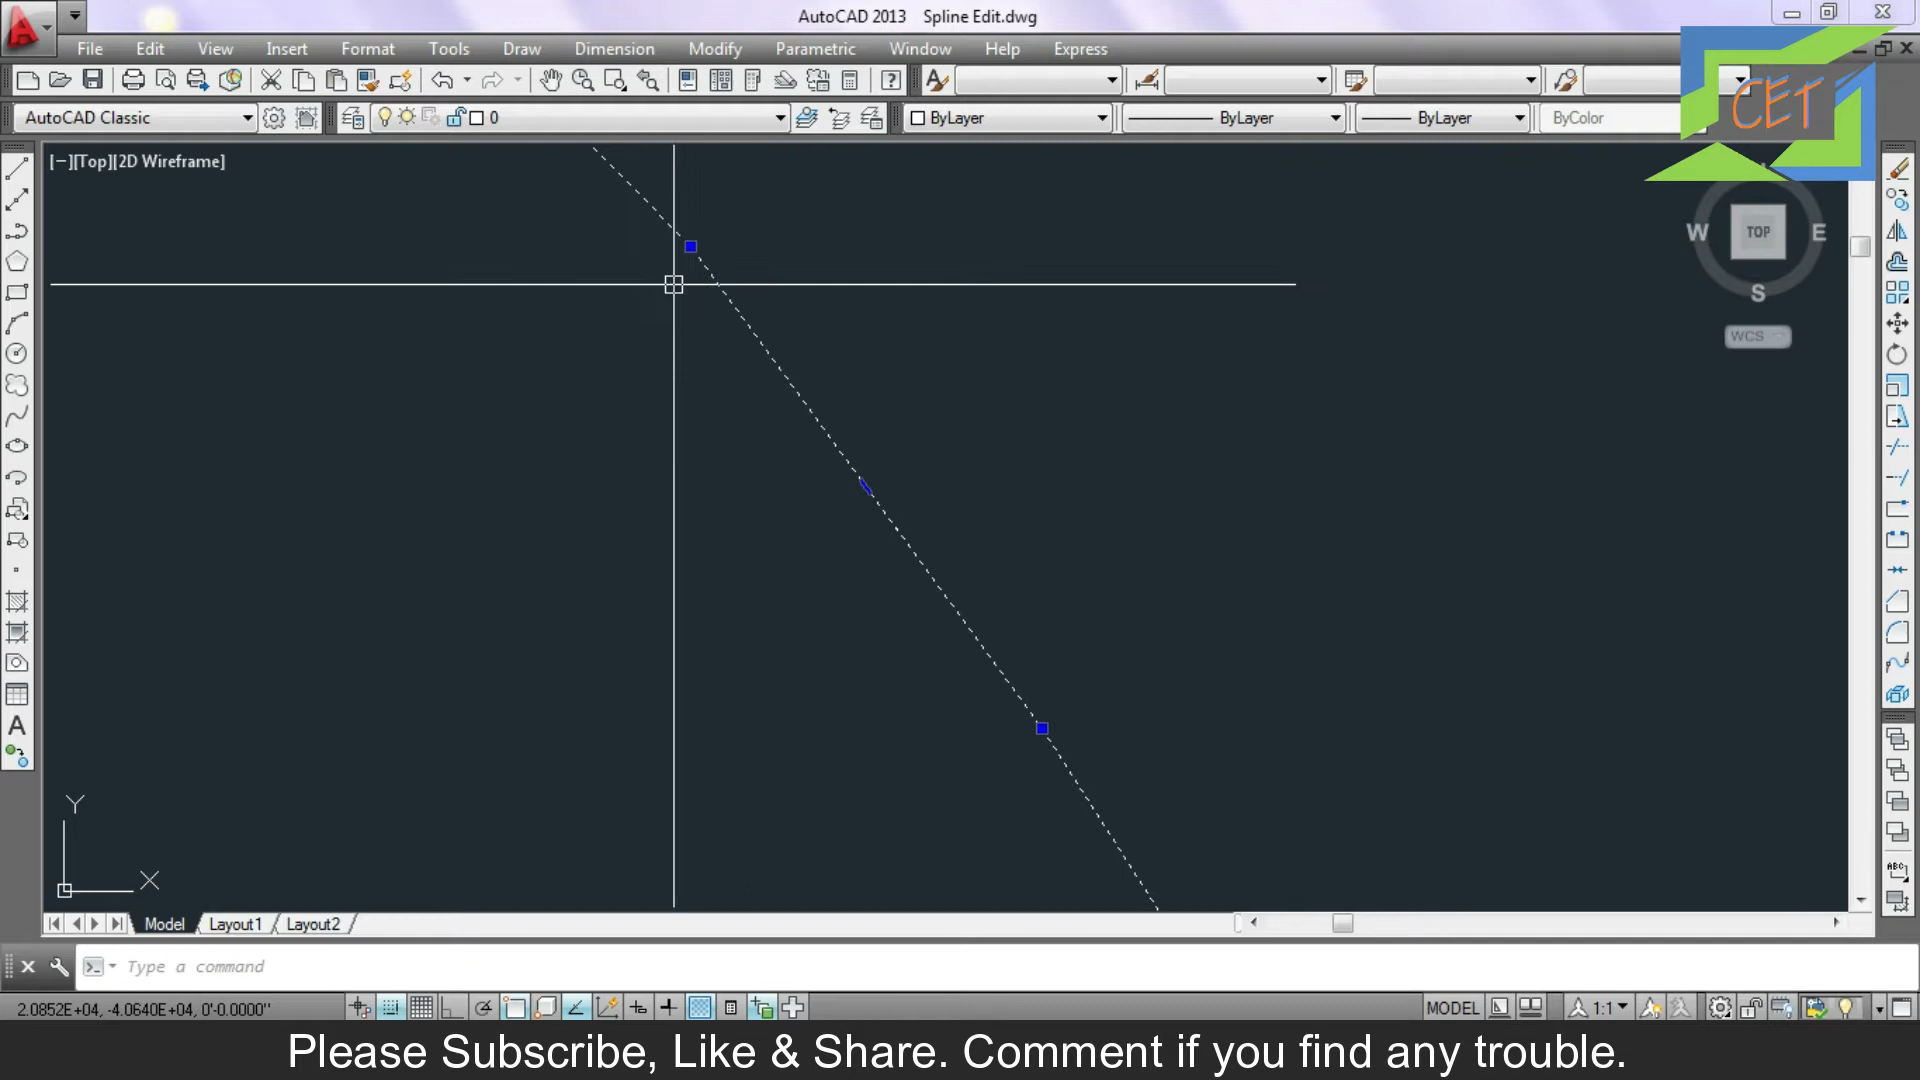 AutoCAD 2013 Spline Edit.dwg
File Edit View Insert Format Tools Draw Dimension Modify Parametric Window Help Express
AutoCAD Classic 0 ByLayer ByLayer ByLayer ByColor
CET
[−][Top][2D Wireframe]
W TOP E
S
WCS
A
ABC
Y
X
Model Layout1 Layout2
Type a command
2.0852E+04, -4.0640E+04, 0'-0.0000" MODEL 1:1
Please Subscribe, Like & Share. Comment if you find any trouble.